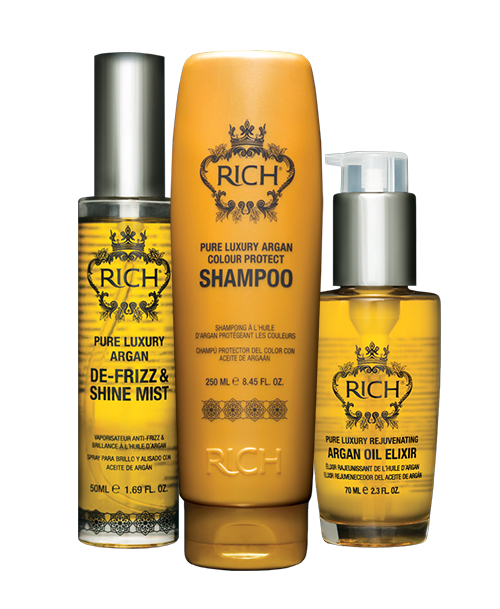 RICH
PURE LUXURY
ARGAN
DE-FRIZZ &
SHINE MIST
VAPORISATEUR ANTI-FRIZZ &
BRILLANCE À L'HUILE D'ARGAN
SPRAY PARA BRILLO Y ALISADO CON
ACEITE DE ARGÁN
50ML ℮ 1.69 FL. OZ.
RICH®
PURE LUXURY ARGAN
COLOUR PROTECT
SHAMPOO
SHAMPOING À L'HUILE
D'ARGAN PROTÉGEANT LES COULEURS
CHAMPÚ PROTECTOR DEL COLOR CON
ACEITE DE ARGAÁN
250 ML ℮ 8.45 FL. OZ.
RICH
RICH
PURE LUXURY REJUVENATING
ARGAN OIL ELIXIR
ÉLIXIR RAJEUNISSANT DE L'HUILE D'ARGAN
ELIXIR REJUVENECEDOR DEL ACEITE DE ARGÁN
70 ML ℮ 2.3 FL. OZ.